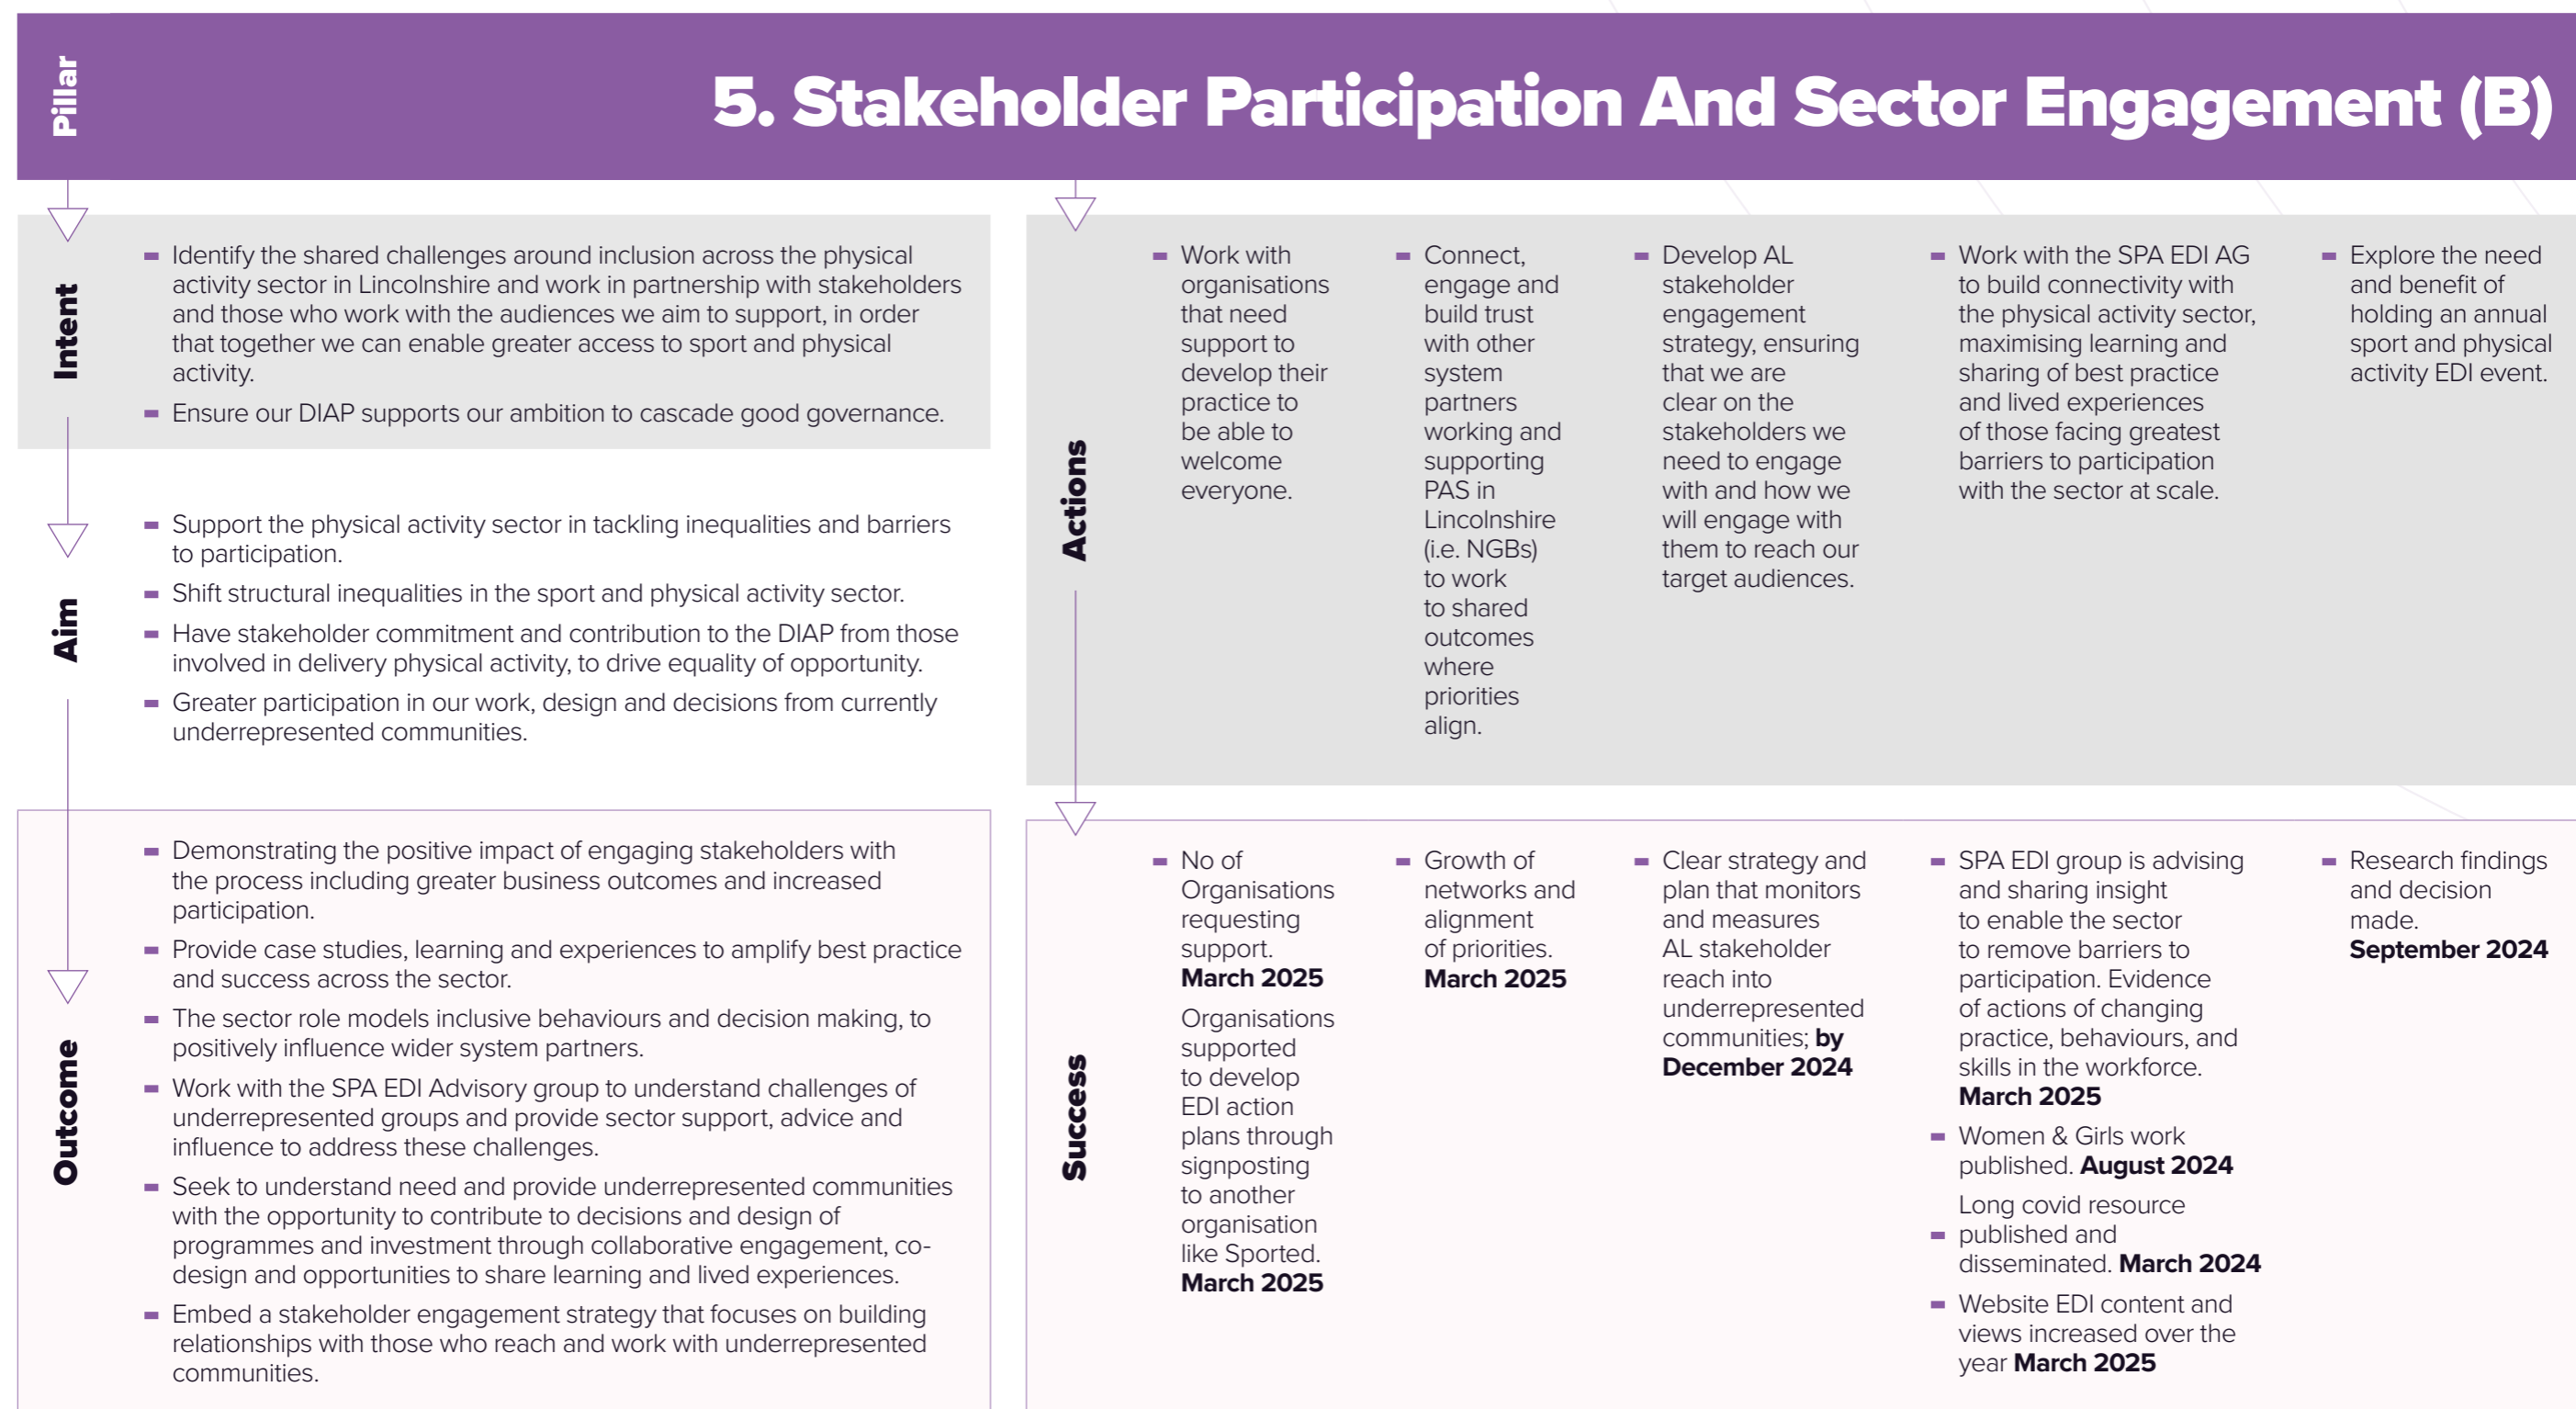 Pillar
5. Stakeholder Participation And Sector Engagement (B)
Intent
Identify the shared challenges around inclusion across the physical
activity sector in Lincolnshire and work in partnership with stakeholders
and those who work with the audiences we aim to support, in order
that together we can enable greater access to sport and physical
activity.
Ensure our DIAP supports our ambition to cascade good governance.
Aim
Support the physical activity sector in tackling inequalities and barriers
to participation.
Shift structural inequalities in the sport and physical activity sector.
Have stakeholder commitment and contribution to the DIAP from those
involved in delivery physical activity, to drive equality of opportunity.
Greater participation in our work, design and decisions from currently
underrepresented communities.
Outcome
Demonstrating the positive impact of engaging stakeholders with
the process including greater business outcomes and increased
participation.
Provide case studies, learning and experiences to amplify best practice
and success across the sector.
The sector role models inclusive behaviours and decision making, to
positively influence wider system partners.
Work with the SPA EDI Advisory group to understand challenges of
underrepresented groups and provide sector support, advice and
influence to address these challenges.
Seek to understand need and provide underrepresented communities
with the opportunity to contribute to decisions and design of
programmes and investment through collaborative engagement, co-
design and opportunities to share learning and lived experiences.
Embed a stakeholder engagement strategy that focuses on building
relationships with those who reach and work with underrepresented
communities.
Actions
Work with
organisations
that need
support to
develop their
practice to
be able to
welcome
everyone.
Connect,
engage and
build trust
with other
system
partners
working and
supporting
PAS in
Lincolnshire
(i.e. NGBs)
to work
to shared
outcomes
where
priorities
align.
Develop AL
stakeholder
engagement
strategy, ensuring
that we are
clear on the
stakeholders we
need to engage
with and how we
will engage with
them to reach our
target audiences.
Work with the SPA EDI AG
to build connectivity with
the physical activity sector,
maximising learning and
sharing of best practice
and lived experiences
of those facing greatest
barriers to participation
with the sector at scale.
Explore the need
and benefit of
holding an annual
sport and physical
activity EDI event.
Success
No of
Organisations
requesting
support.
March 2025
Organisations
supported
to develop
EDI action
plans through
signposting
to another
organisation
like Sported.
March 2025
Growth of
networks and
alignment
of priorities.
March 2025
Clear strategy and
plan that monitors
and measures
AL stakeholder
reach into
underrepresented
communities; by
December 2024
SPA EDI group is advising
and sharing insight
to enable the sector
to remove barriers to
participation. Evidence
of actions of changing
practice, behaviours, and
skills in the workforce.
March 2025
Women & Girls work
published. August 2024
Long covid resource
published and
disseminated. March 2024
Website EDI content and
views increased over the
year March 2025
Research findings
and decision
made.
September 2024